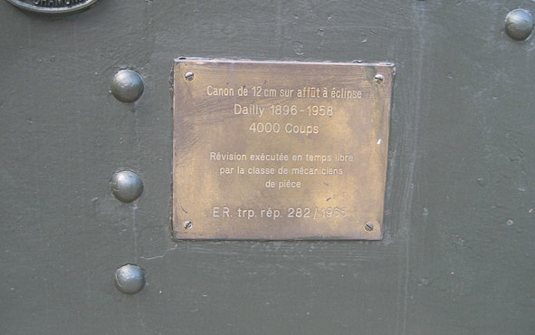 Canon de 12 cm sur affût à éclipse
Dailly 1896-1958
4000 Coups
Révision exécutée en temps libre
par la classe de mécaniciens
de pièce
E.R. trp. rép. 282/